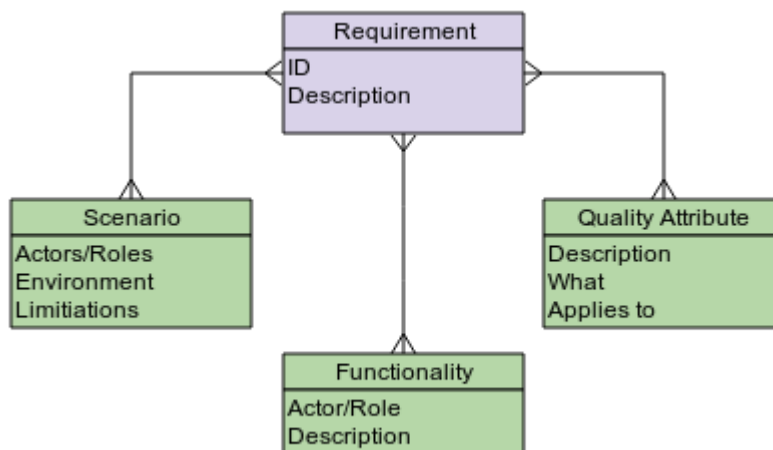 Requirement
ID
Description
Scenario
Actors/Roles
Environment
Limitiations
Quality Attribute
Description
What
Applies to
Functionality
Actor/Role
Description